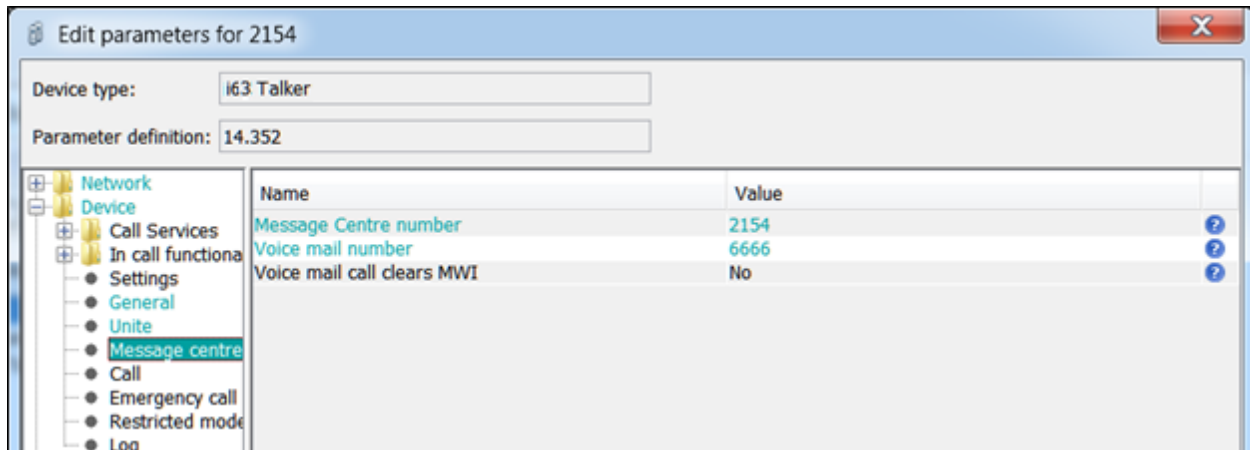 Edit parameters for 2154
Device type: i63 Talker
Parameter definition: 14.352
Network
Device
Call Services
In call functiona
Settings
General
Unite
Message centre
Call
Emergency call
Restricted mode
Log
Name Value
Message Centre number 2154
Voice mail number 6666
Voice mail call clears MWI No